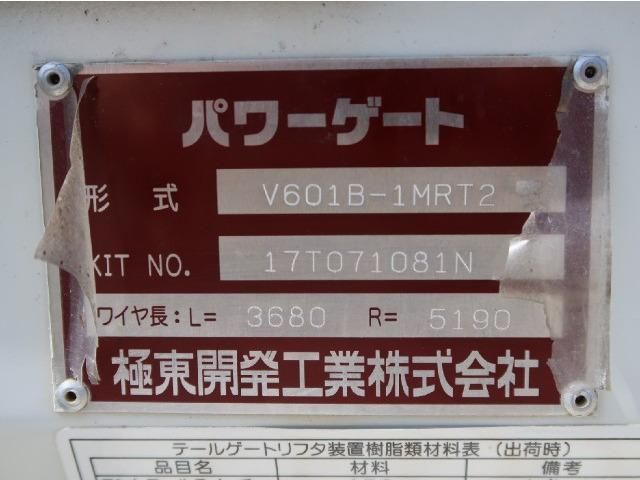 パワーゲート
形 式 V601B-1MRT2
KIT NO. 17T071081N
ワイヤ長: L= 3680 R= 5190
極東開発工業株式会社
テールゲートリフタ装置樹脂類材料表 (出荷時)
品目名 材料 備考